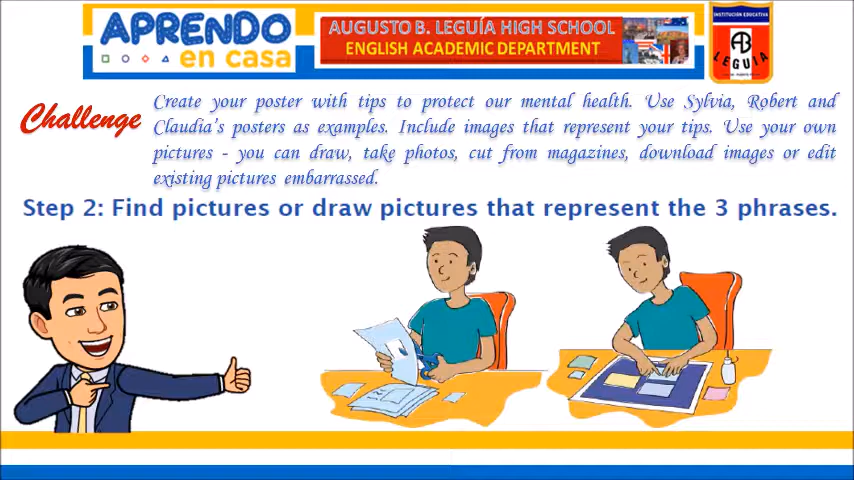 APRENDO
en casa
AUGUSTO B. LEGUÍA HIGH SCHOOL
ENGLISH ACADEMIC DEPARTMENT
INSTITUCIÓN EDUCATIVA
AB
LEGUIA
Challenge
Create your poster with tips to protect our mental health. Use Sylvia, Robert and
Claudia's posters as examples. Include images that represent your tips. Use your own
pictures - you can draw, take photos, cut from magazines, download images or edit
existing pictures embarrassed.
Step 2: Find pictures or draw pictures that represent the 3 phrases.